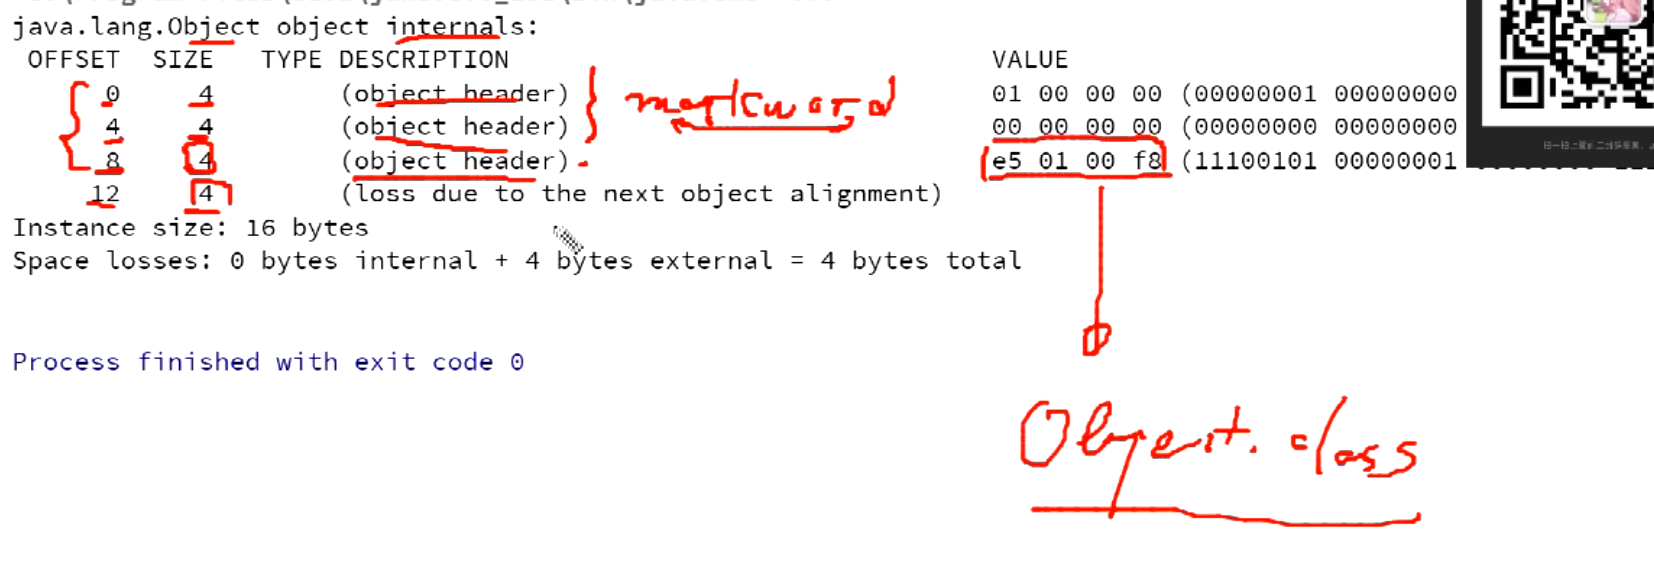 java.lang.Object object internals:
OFFSET SIZE TYPE DESCRIPTION VALUE
0 4 (object header) markword 01 00 00 00 (00000001 00000000
4 4 (object header) 00 00 00 00 (00000000 00000000
8 4 (object header) e5 01 00 f8 (11100101 00000001
12 4 (loss due to the next object alignment)
Instance size: 16 bytes
Space losses: 0 bytes internal + 4 bytes external = 4 bytes total
Process finished with exit code 0
Object.class